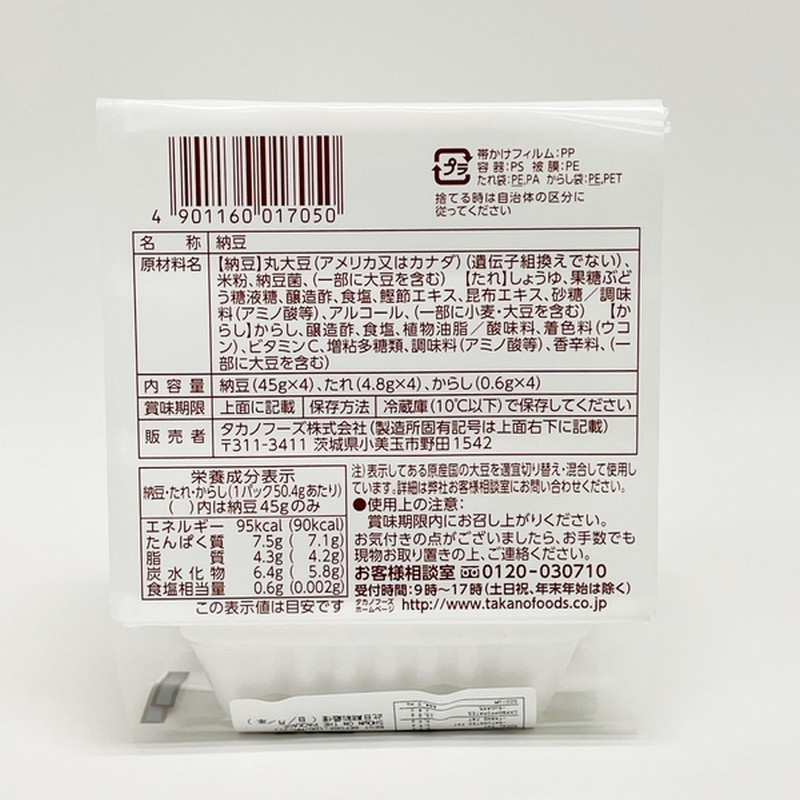 4 901160 017050
プラ
帯かけフィルム:PP
容器:PS 被膜:PE
たれ袋:PE,PA からし袋:PE,PET
捨てる時は自治体の区分に
従ってください
名 称 納豆
原材料名 【納豆】丸大豆(アメリカ又はカナダ)(遺伝子組換えでない)、
米粉、納豆菌、(一部に大豆を含む) 【たれ】しょうゆ、果糖ぶど
う糖液糖、醸造酢、食塩、鰹節エキス、昆布エキス、砂糖/調味
料(アミノ酸等)、アルコール、(一部に小麦・大豆を含む) 【か
らし】からし、醸造酢、食塩、植物油脂/酸味料、着色料(ウコ
ン)、ビタミンC、増粘多糖類、調味料(アミノ酸等)、香辛料、(一
部に大豆を含む)
内容量 納豆(45g×4)、たれ(4.8g×4)、からし(0.6g×4)
賞味期限 上面に記載 保存方法 冷蔵庫(10℃以下)で保存してください
販売者 タカノフーズ株式会社(製造所固有記号は上面右下に記載)
〒311-3411 茨城県小美玉市野田1542
栄養成分表示
納豆・たれ・からし(1パック50.4gあたり)
( )内は納豆45gのみ
エネルギー 95kcal (90kcal)
たんぱく質 7.5g ( 7.1g)
脂質 4.3g ( 4.2g)
炭水化物 6.4g ( 5.8g)
食塩相当量 0.6g (0.002g)
この表示値は目安です
注)表示してある原産国の大豆を適宜切り替え・混合して使用し
ています。詳細は弊社お客様相談室にお問い合わせください。
●使用上の注意:
賞味期限内にお召し上がりください。
お気付きの点がございましたら、お手数でも
現物お取り置きの上、ご連絡ください。
お客様相談室 0120-030710
受付時間:9時〜17時(土日祝、年末年始は除く)
タカノフーズ
ホームページ http://www.takanofoods.co.jp